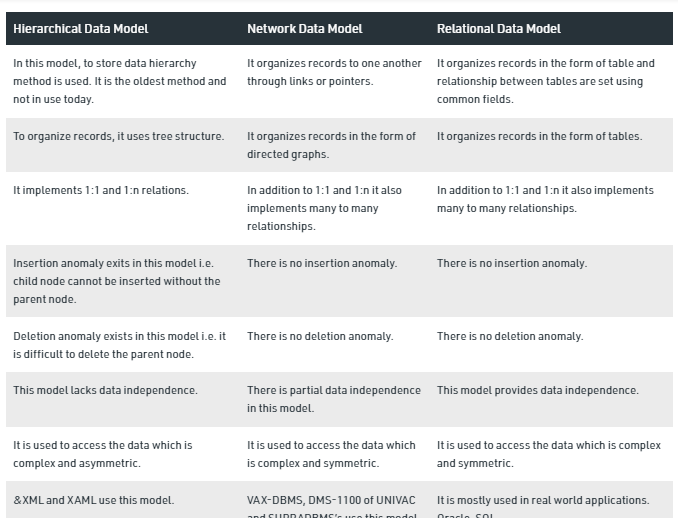 Hierarchical Data Model
Network Data Model
Relational Data Model
In this model, to store data hierarchy
method is used. It is the oldest method and
not in use today.
It organizes records to one another
through links or pointers.
It organizes records in the form of table and
relationship between tables are set using
common fields.
To organize records, it uses tree structure.
It organizes records in the form of
directed graphs.
It organizes records in the form of tables.
It implements 1:1 and 1:n relations.
In addition to 1:1 and 1:n it also
implements many to many
relationships.
In addition to 1:1 and 1:n it also implements
many to many relationships.
Insertion anomaly exits in this model i.e.
child node cannot be inserted without the
parent node.
There is no insertion anomaly.
There is no insertion anomaly.
Deletion anomaly exists in this model i.e. it
is difficult to delete the parent node.
There is no deletion anomaly.
There is no deletion anomaly.
This model lacks data independence.
There is partial data independence
in this model.
This model provides data independence.
It is used to access the data which is
complex and asymmetric.
It is used to access the data which
is complex and symmetric.
It is used to access the data which is complex
and symmetric.
&XML and XAML use this model.
VAX-DBMS, DMS-1100 of UNIVAC
and SUPRADBMS's use this model
It is mostly used in real world applications.
Oracle, SQL